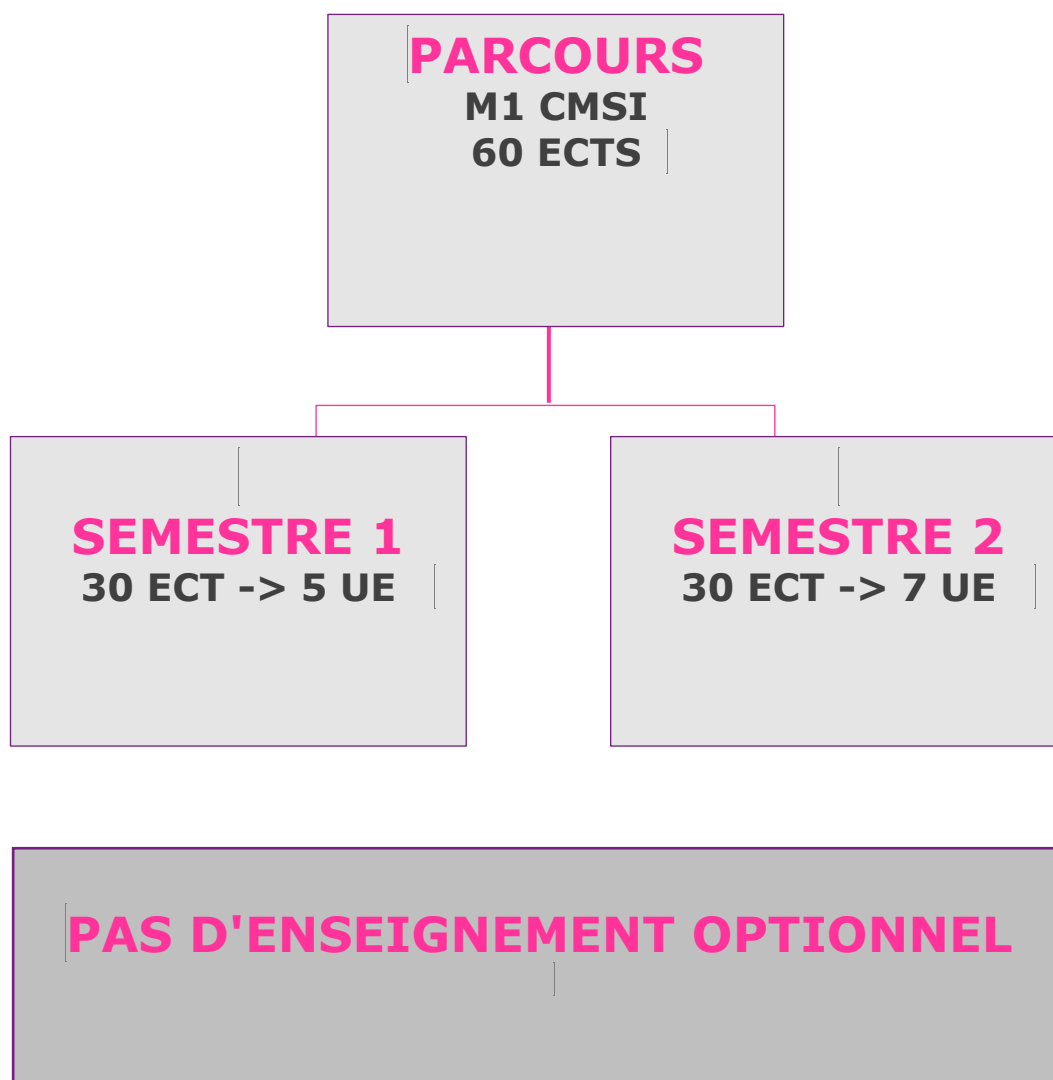 PARCOURS
M1 CMSI
60 ECTS
SEMESTRE 1
30 ECT -> 5 UE
SEMESTRE 2
30 ECT -> 7 UE
PAS D'ENSEIGNEMENT OPTIONNEL